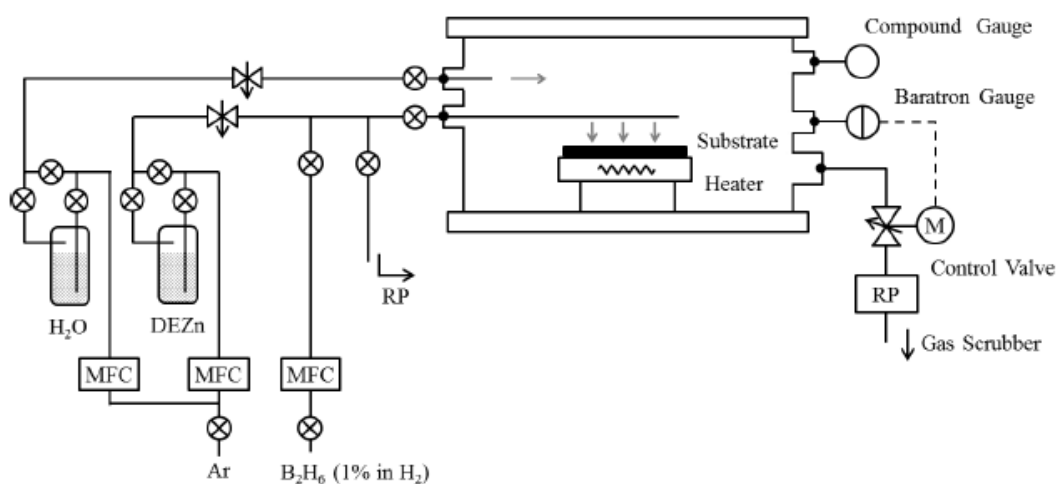 Compound Gauge
Baratron Gauge
Substrate
Heater
M
Control Valve
RP
Gas Scrubber
RP
H₂O
DEZn
MFC
MFC
MFC
Ar
B₂H₆ (1% in H₂)